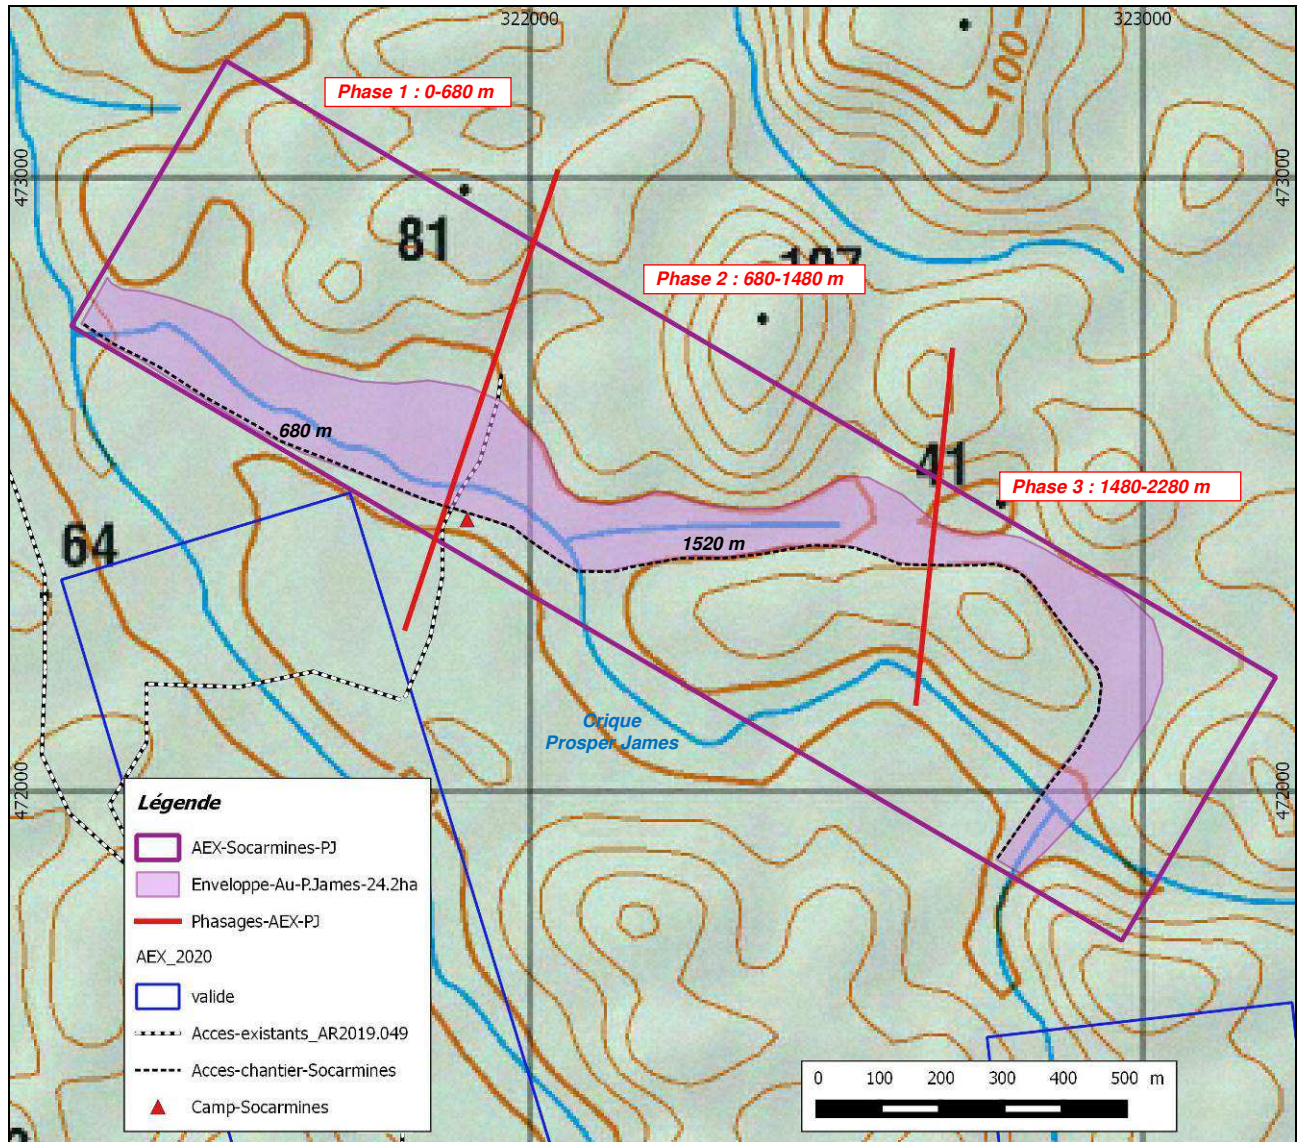 322000
323000
100
Phase 1 : 0-680 m
473000
473000
81
107
Phase 2 : 680-1480 m
680 m
41
Phase 3 : 1480-2280 m
64
1520 m
Crique
Prosper James
472000
472000
Légende
AEX-Socarmines-PJ
Enveloppe-Au-P.James-24.2ha
Phasages-AEX-PJ
AEX_2020
valide
Acces-existants_AR2019.049
Acces-chantier-Socarmines
Camp-Socarmines
0 100 200 300 400 500 m